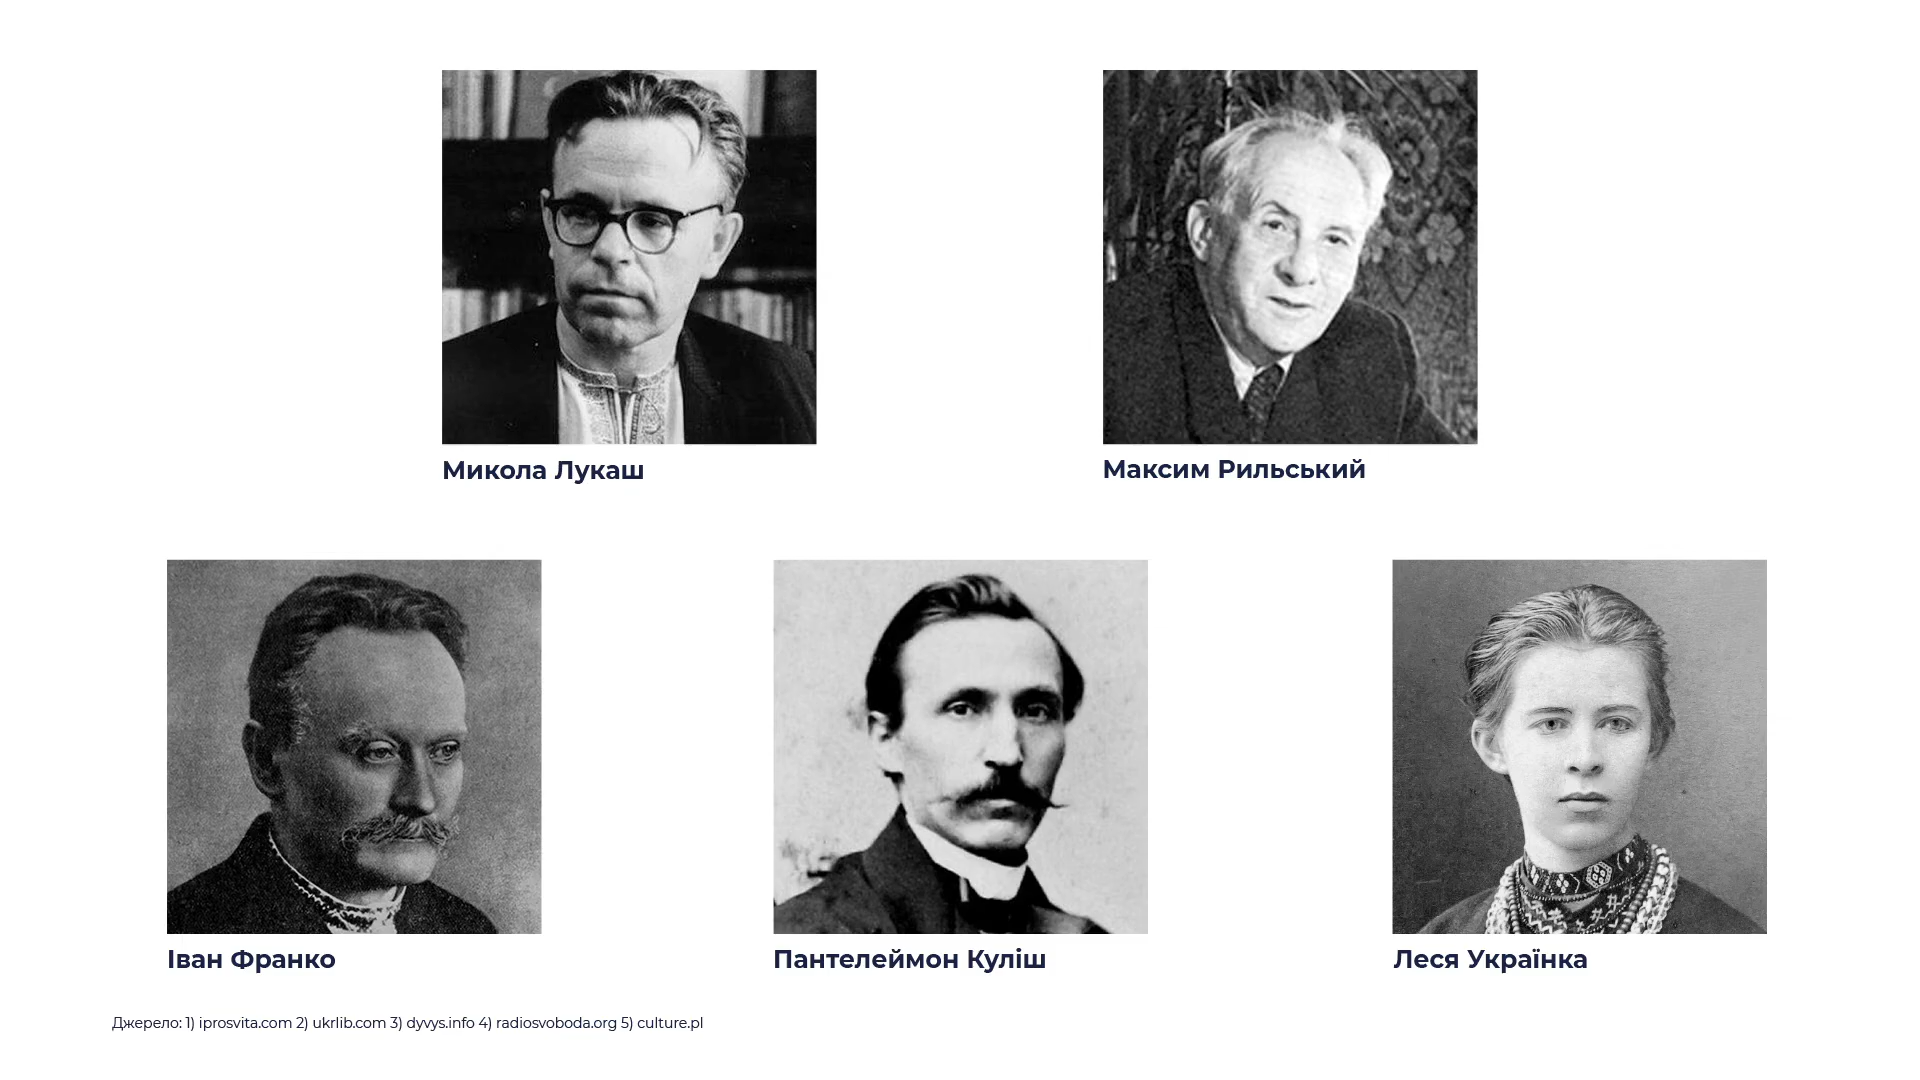 Микола Лукаш
Максим Рильський
Іван Франко
Пантелеймон Куліш
Леся Українка
Джерело: 1) iprosvita.com 2) ukrlib.com 3) dyvys.info 4) radiosvoboda.org 5) culture.pl